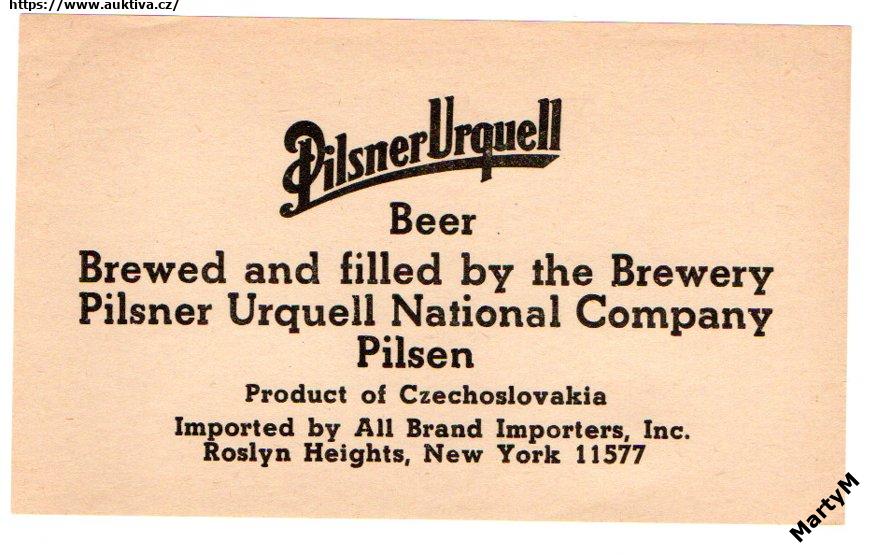 https://www.auktiva.cz/
Pilsner Urquell
Beer
Brewed and filled by the Brewery
Pilsner Urquell National Company
Pilsen
Product of Czechoslovakia
Imported by All Brand Importers, Inc.
Roslyn Heights, New York 11577
MartyM